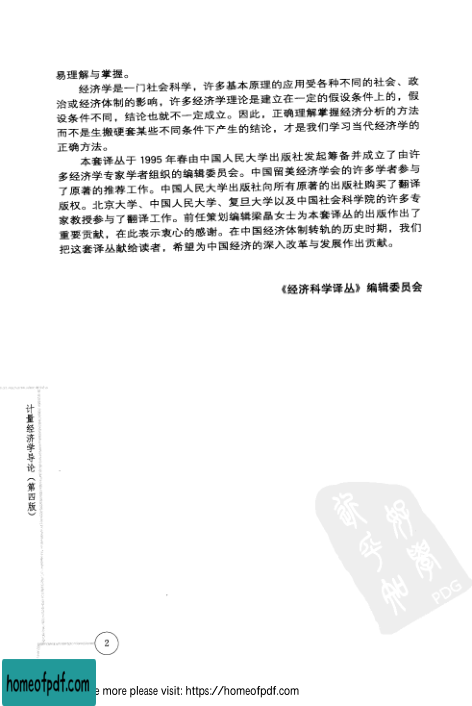 易理解与掌握。
经济学是一门社会科学，许多基本原理的应用受各种不同的社会、政
治或经济体制的影响，许多经济学理论是建立在一定的假设条件上的，假
设条件不同，结论也就不一定成立。因此，正确理解掌握经济分析的方法
而不是生搬硬套某些不同条件下产生的结论，才是我们学习当代经济学的
正确方法。
本套译丛于 1995 年春由中国人民大学出版社发起筹备并成立了由许
多经济学专家学者组织的编辑委员会。中国留美经济学会的许多学者参与
了原著的推荐工作。中国人民大学出版社向所有原著的出版社购买了翻译
版权。北京大学、中国人民大学、复旦大学以及中国社会科学院的许多专
家教授参与了翻译工作。前任策划编辑梁晶女士为本套译丛的出版作出了
重要贡献，在此表示衷心的感谢。在中国经济体制转轨的历史时期，我们
把这套译丛献给读者，希望为中国经济的深入改革与发展作出贡献。
《经济科学译丛》编辑委员会
计量经济学导论（第四版）
PDG
2
homeofpdf.com
e more please visit: https://homeofpdf.com